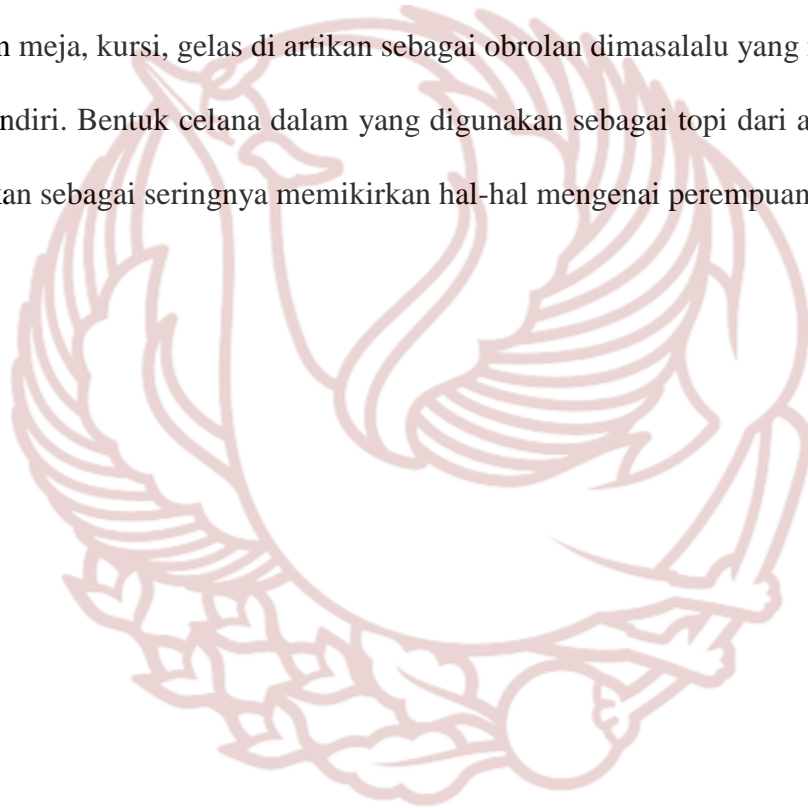 meja, kursi, gelas di artikan sebagai obrolan dimasalalu yang
ndiri. Bentuk celana dalam yang digunakan sebagai topi dari
an sebagai seringnya memikirkan hal-hal mengenai perempuan